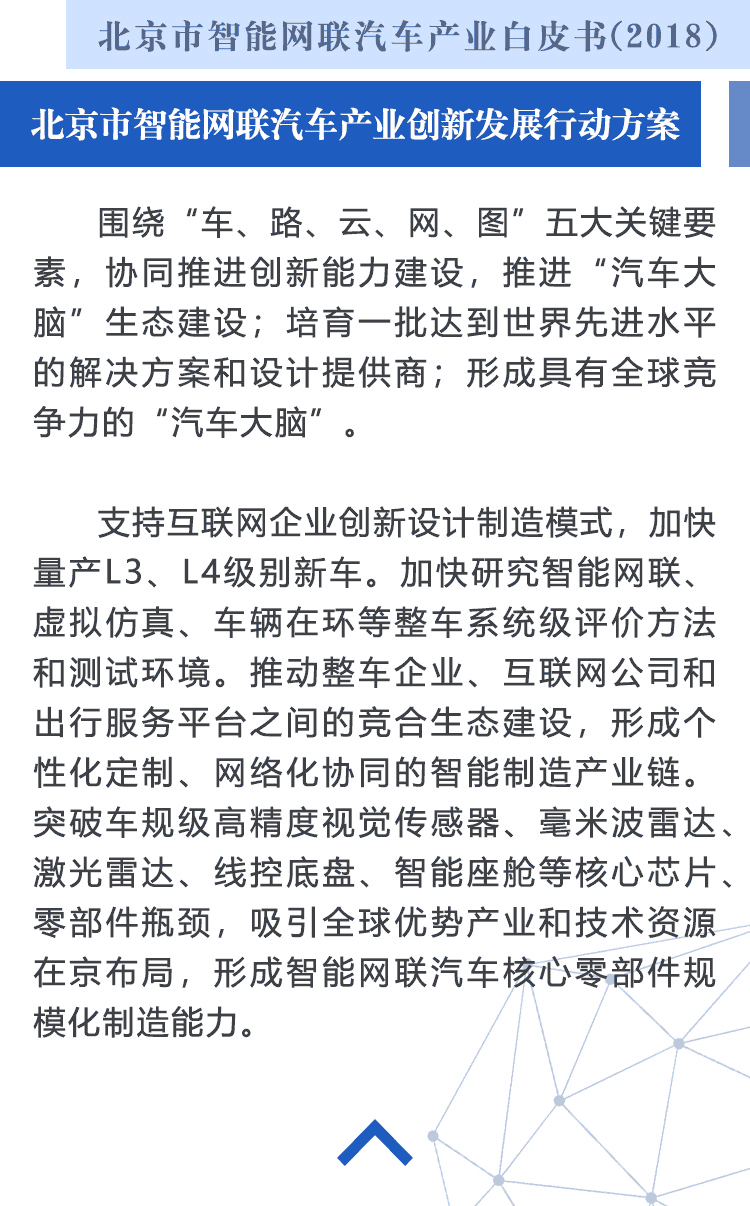 北京市智能网联汽车产业白皮书(2018)
北京市智能网联汽车产业创新发展行动方案
围绕“车、路、云、网、图”五大关键要
素，协同推进创新能力建设，推进“汽车大
脑”生态建设；培育一批达到世界先进水平
的解决方案和设计提供商；形成具有全球竞
争力的“汽车大脑”。
支持互联网企业创新设计制造模式，加快
量产L3、L4级别新车。加快研究智能网联、
虚拟仿真、车辆在环等整车系统级评价方法
和测试环境。推动整车企业、互联网公司和
出行服务平台之间的竞合生态建设，形成个
性化定制、网络化协同的智能制造产业链。
突破车规级高精度视觉传感器、毫米波雷达、
激光雷达、线控底盘、智能座舱等核心芯片、
零部件瓶颈，吸引全球优势产业和技术资源
在京布局，形成智能网联汽车核心零部件规
模化制造能力。